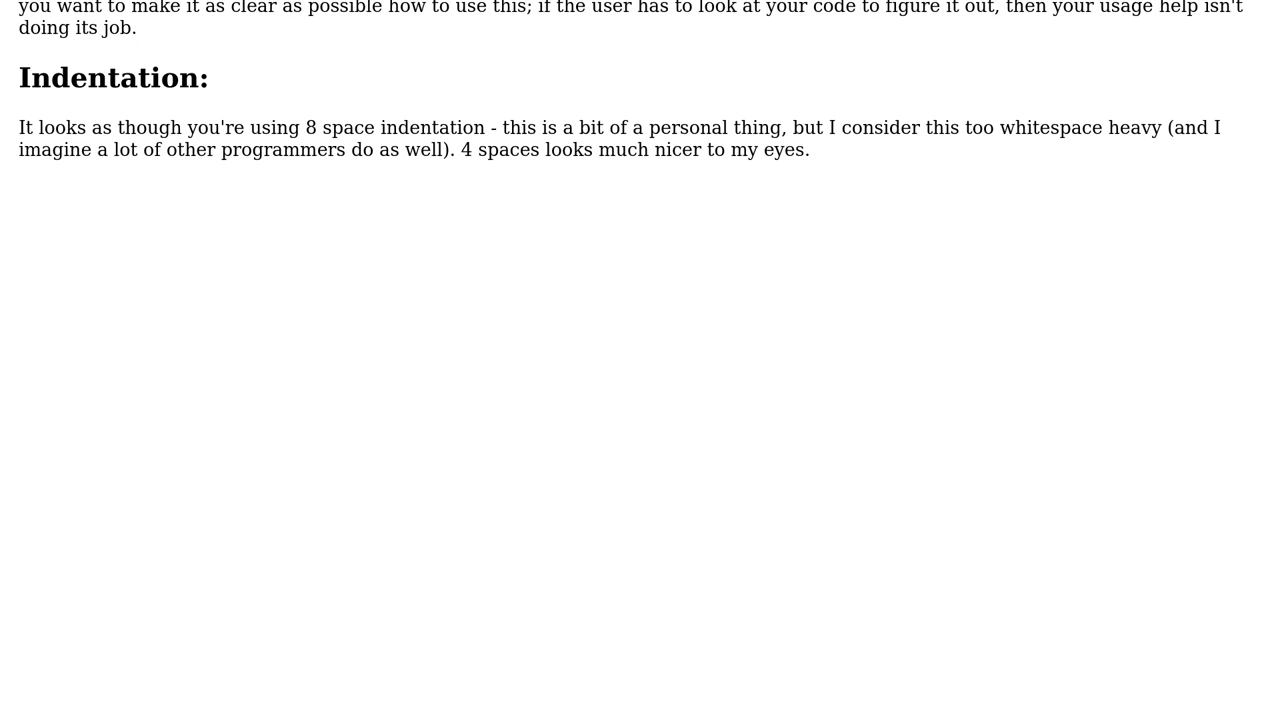 you want to make it as clear as possible how to use this; if the user has to look at your code to figure it out, then your usage help isn't
doing its job.
Indentation:
It looks as though you're using 8 space indentation - this is a bit of a personal thing, but I consider this too whitespace heavy (and I
imagine a lot of other programmers do as well). 4 spaces looks much nicer to my eyes.